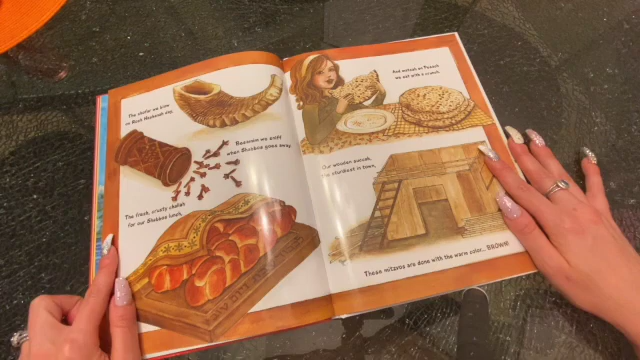 The shofar we blow
on Rosh Hashanah day.
Besomim we smell
when Shabbos goes away.
The fresh, crusty challah
for our Shabbos lunch,
And matzah on Pesach
we eat with a crunch.
Our wooden sukkah,
the sturdiest in town,
These mitzvos are done with the warm color... BROWN!